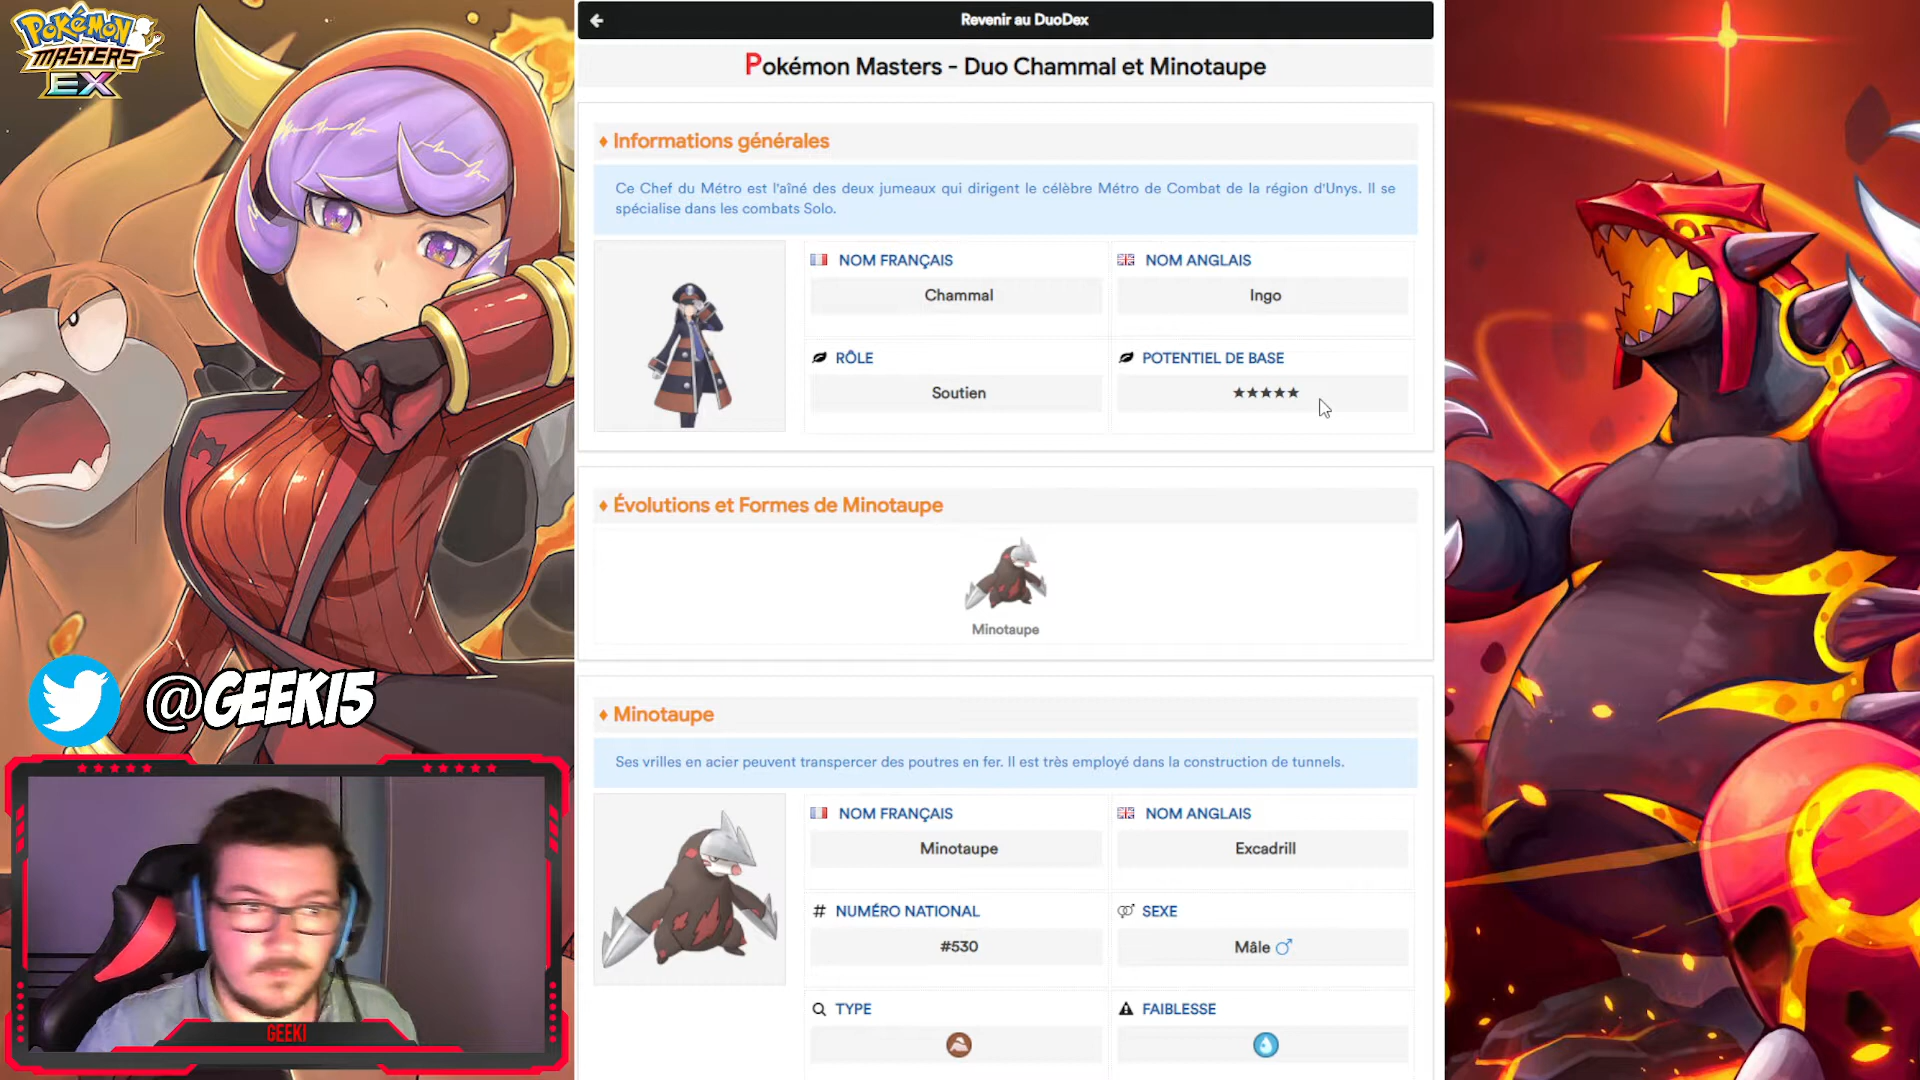 POKéMON
MASTERS
EX
Revenir au DuoDex
Pokémon Masters - Duo Chammal et Minotaupe
♦ Informations générales
Ce Chef du Métro est l'aîné des deux jumeaux qui dirigent le célèbre Métro de Combat de la région d'Unys. Il se
spécialise dans les combats Solo.
NOM FRANÇAIS
Chammal
NOM ANGLAIS
Ingo
RÔLE
Soutien
POTENTIEL DE BASE
★★★★★
♦ Évolutions et Formes de Minotaupe
Minotaupe
♦ Minotaupe
Ses vrilles en acier peuvent transpercer des poutres en fer. Il est très employé dans la construction de tunnels.
NOM FRANÇAIS
Minotaupe
NOM ANGLAIS
Excadrill
# NUMÉRO NATIONAL
#530
SEXE
Mâle ♂
TYPE
FAIBLESSE
@GEEKI5
GEEKI